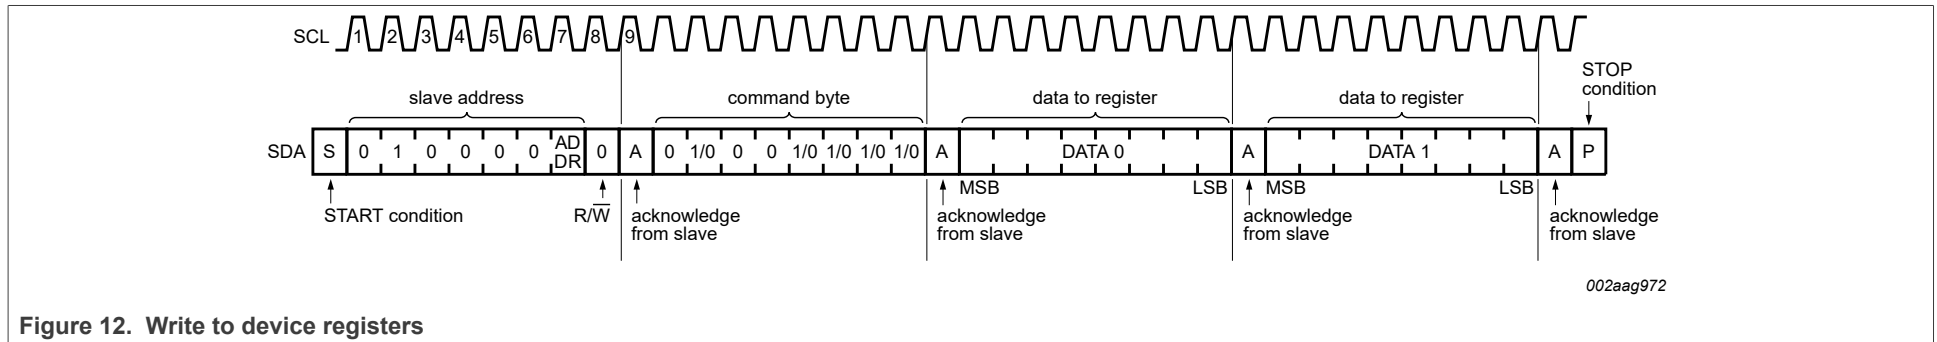 SCL 1 2 3 4 5 6 7 8 9
STOP
condition
slave address command byte data to register data to register
SDA S 0 1 0 0 0 0 AD DR 0 A 0 1/0 0 0 1/0 1/0 1/0 1/0 A DATA 0 A DATA 1 A P
MSB LSB MSB LSB
START condition R/W̅ acknowledge from slave acknowledge from slave acknowledge from slave acknowledge from slave
002aag972
Figure 12. Write to device registers